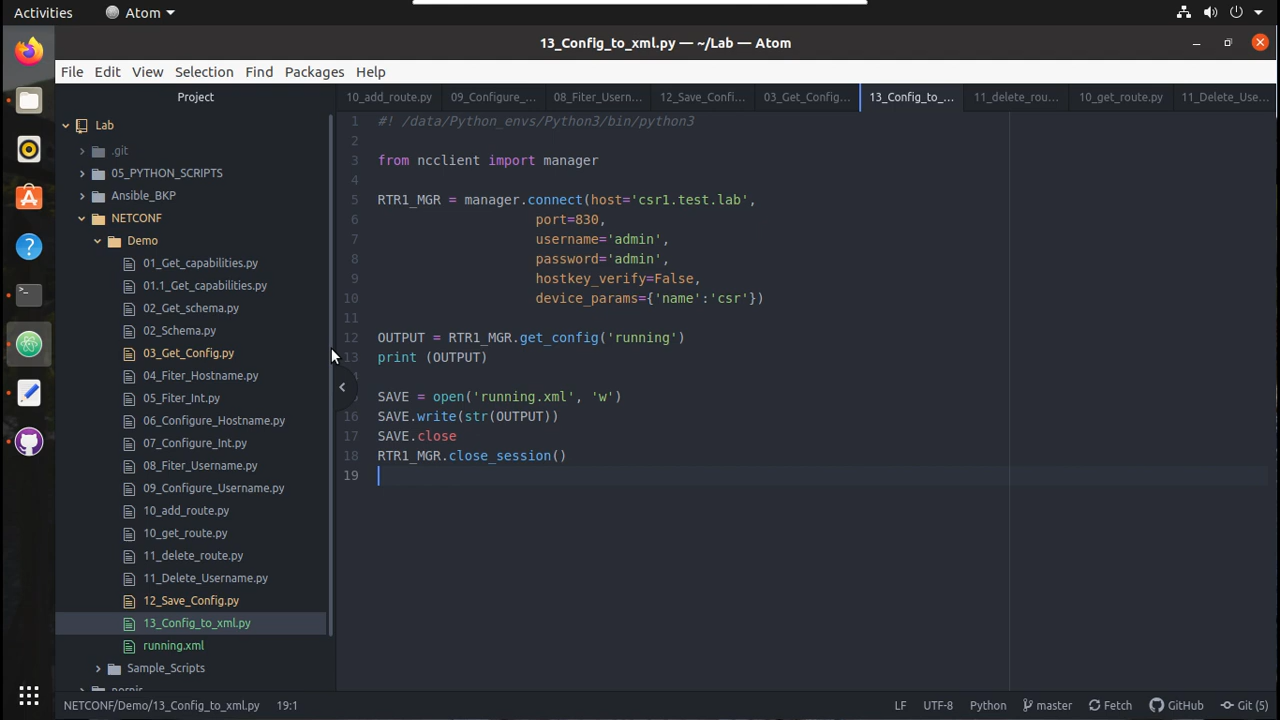 Activities
Atom
13_Config_to_xml.py — ~/Lab — Atom
File Edit View Selection Find Packages Help
Project
10_add_route.py
09_Configure_...
08_Fiter_Usern...
12_Save_Confi...
03_Get_Config...
13_Config_to_...
11_delete_rou...
10_get_route.py
11_Delete_Use...
Lab
.git
05_PYTHON_SCRIPTS
Ansible_BKP
NETCONF
Demo
01_Get_capabilities.py
01.1_Get_capabilities.py
02_Get_schema.py
02_Schema.py
03_Get_Config.py
04_Fiter_Hostname.py
05_Fiter_Int.py
06_Configure_Hostname.py
07_Configure_Int.py
08_Fiter_Username.py
09_Configure_Username.py
10_add_route.py
10_get_route.py
11_delete_route.py
11_Delete_Username.py
12_Save_Config.py
13_Config_to_xml.py
running.xml
Sample_Scripts
1 #! /data/Python_envs/Python3/bin/python3
2
3 from ncclient import manager
4
5 RTR1_MGR = manager.connect(host='csr1.test.lab',
6 port=830,
7 username='admin',
8 password='admin',
9 hostkey_verify=False,
10 device_params={'name':'csr'})
11
12 OUTPUT = RTR1_MGR.get_config('running')
13 print (OUTPUT)
SAVE = open('running.xml', 'w')
16 SAVE.write(str(OUTPUT))
17 SAVE.close
18 RTR1_MGR.close_session()
19
NETCONF/Demo/13_Config_to_xml.py 19:1
LF UTF-8 Python master Fetch GitHub Git (5)